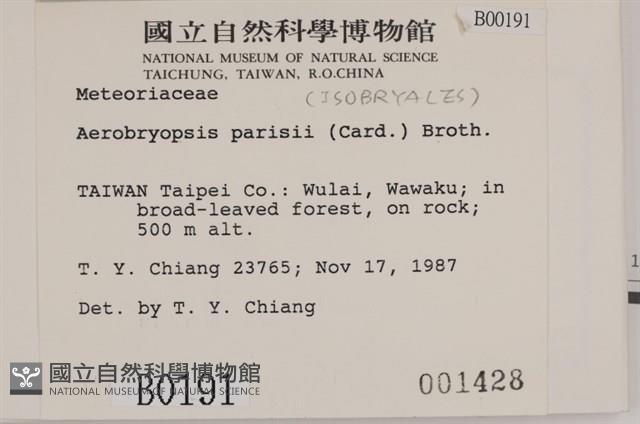 B00191
國立自然科學博物館
NATIONAL MUSEUM OF NATURAL SCIENCE
TAICHUNG, TAIWAN, R.O.CHINA
Meteoriaceae (ISOBRYALES)
Aerobryopsis parisii (Card.) Broth.
TAIWAN Taipei Co.: Wulai, Wawaku; in
broad-leaved forest, on rock;
500 m alt.
T. Y. Chiang 23765; Nov 17, 1987
Det. by T. Y. Chiang
國立自然科學博物館
NATIONAL MUSEUM OF NATURAL SCIENCE
B00191
001428
1